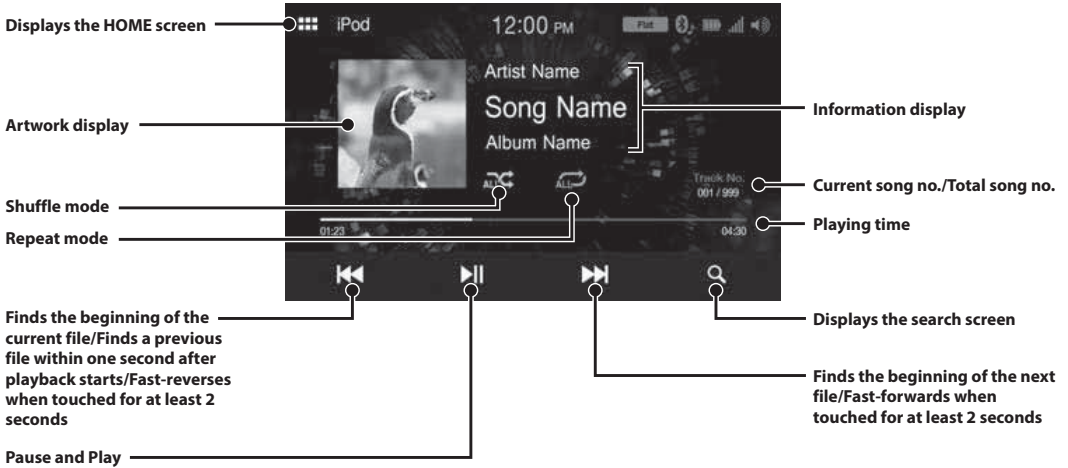 Displays the HOME screen
iPod
12:00 PM
Flat
Artist Name
Song Name
Album Name
Information display
Artwork display
ALL
ALL
Track No.
001 / 999
Current song no./Total song no.
Shuffle mode
Repeat mode
01:23
04:30
Playing time
Finds the beginning of the
current file/Finds a previous
file within one second after
playback starts/Fast-reverses
when touched for at least 2
seconds
Displays the search screen
Finds the beginning of the next
file/Fast-forwards when
touched for at least 2 seconds
Pause and Play